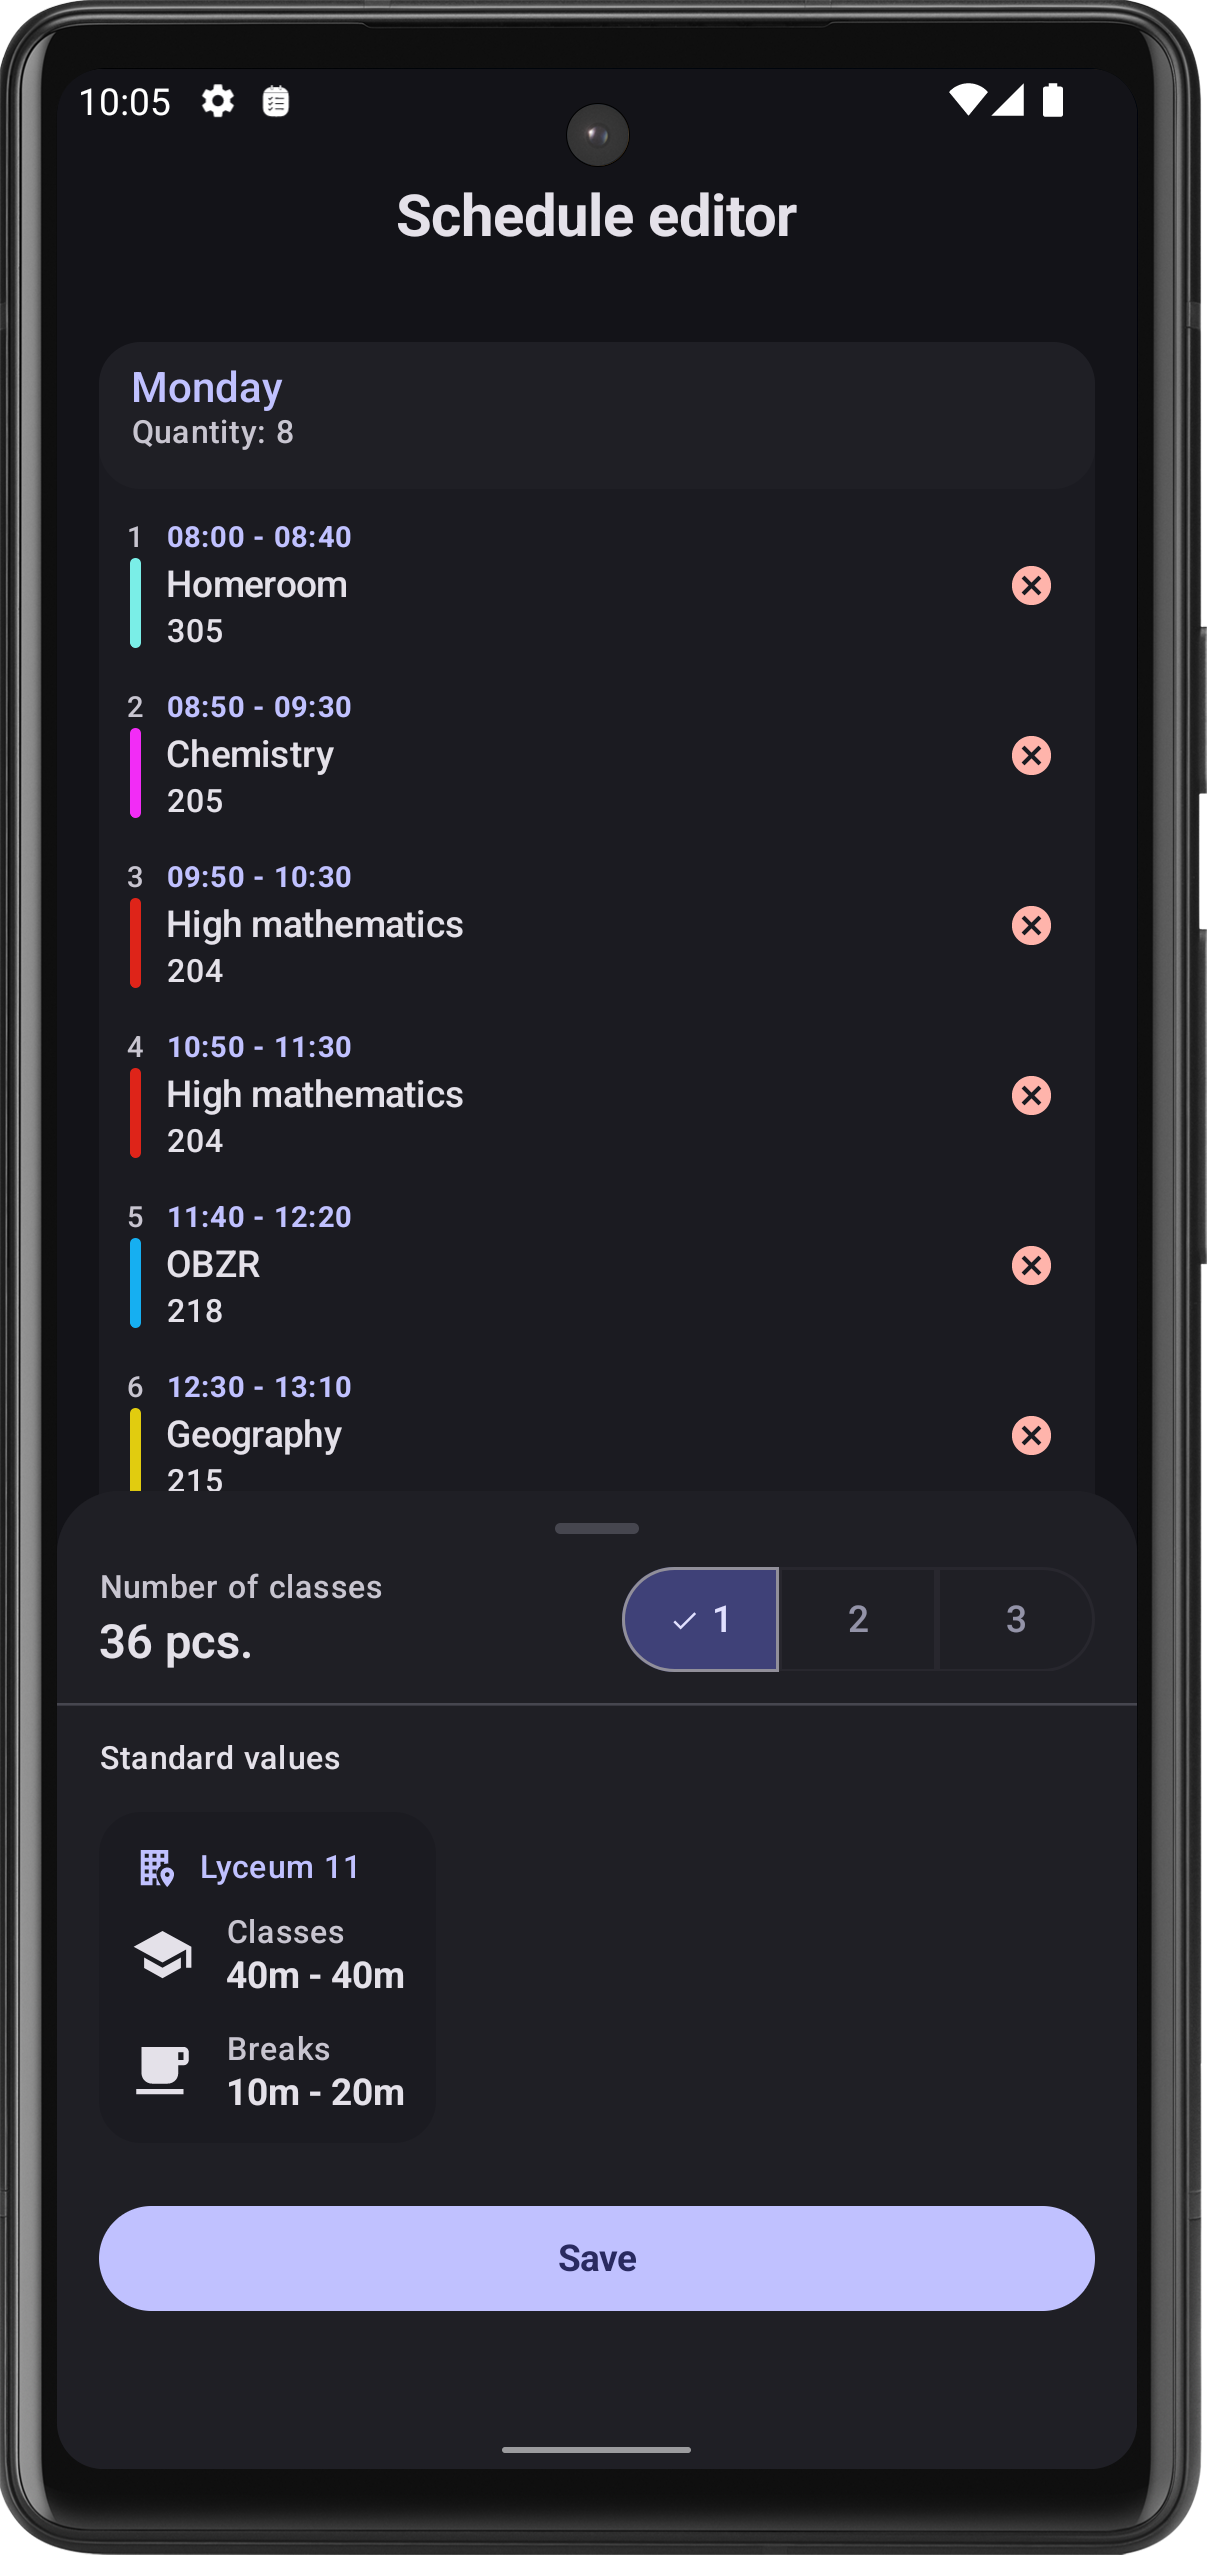 10:05
Schedule editor
Monday
Quantity: 8
1 08:00 - 08:40
Homeroom
305
2 08:50 - 09:30
Chemistry
205
3 09:50 - 10:30
High mathematics
204
4 10:50 - 11:30
High mathematics
204
5 11:40 - 12:20
OBZR
218
6 12:30 - 13:10
Geography
215
Number of classes
36 pcs.
1 2 3
Standard values
Lyceum 11
Classes
40m - 40m
Breaks
10m - 20m
Save